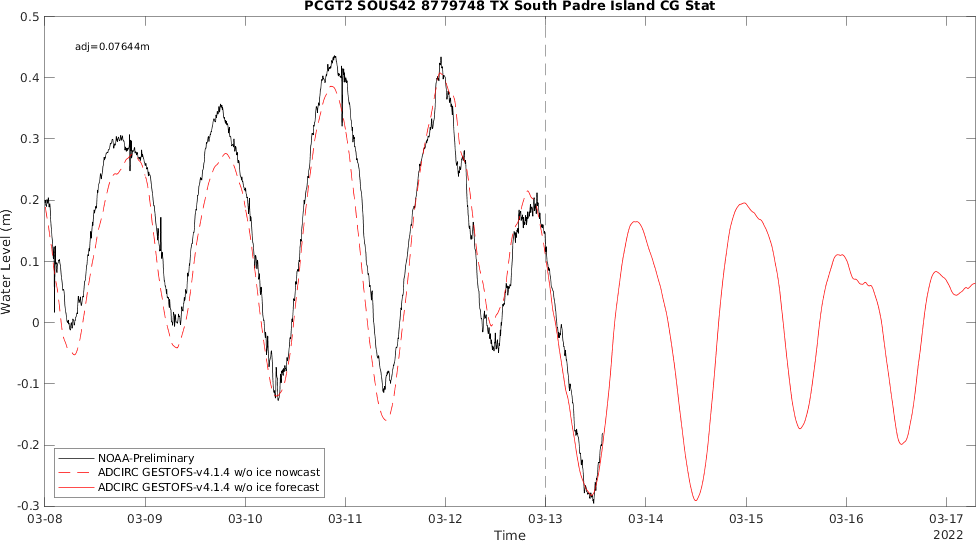 PCGT2 SOUS42 8779748 TX South Padre Island CG Stat
adj=0.07644m
0.5
0.4
0.3
0.2
0.1
0
-0.1
-0.2
-0.3
Water Level (m)
NOAA-Preliminary
ADCIRC GESTOFS-v4.1.4 w/o ice nowcast
ADCIRC GESTOFS-v4.1.4 w/o ice forecast
03-08 03-09 03-10 03-11 03-12 03-13 03-14 03-15 03-16 03-17
Time
2022